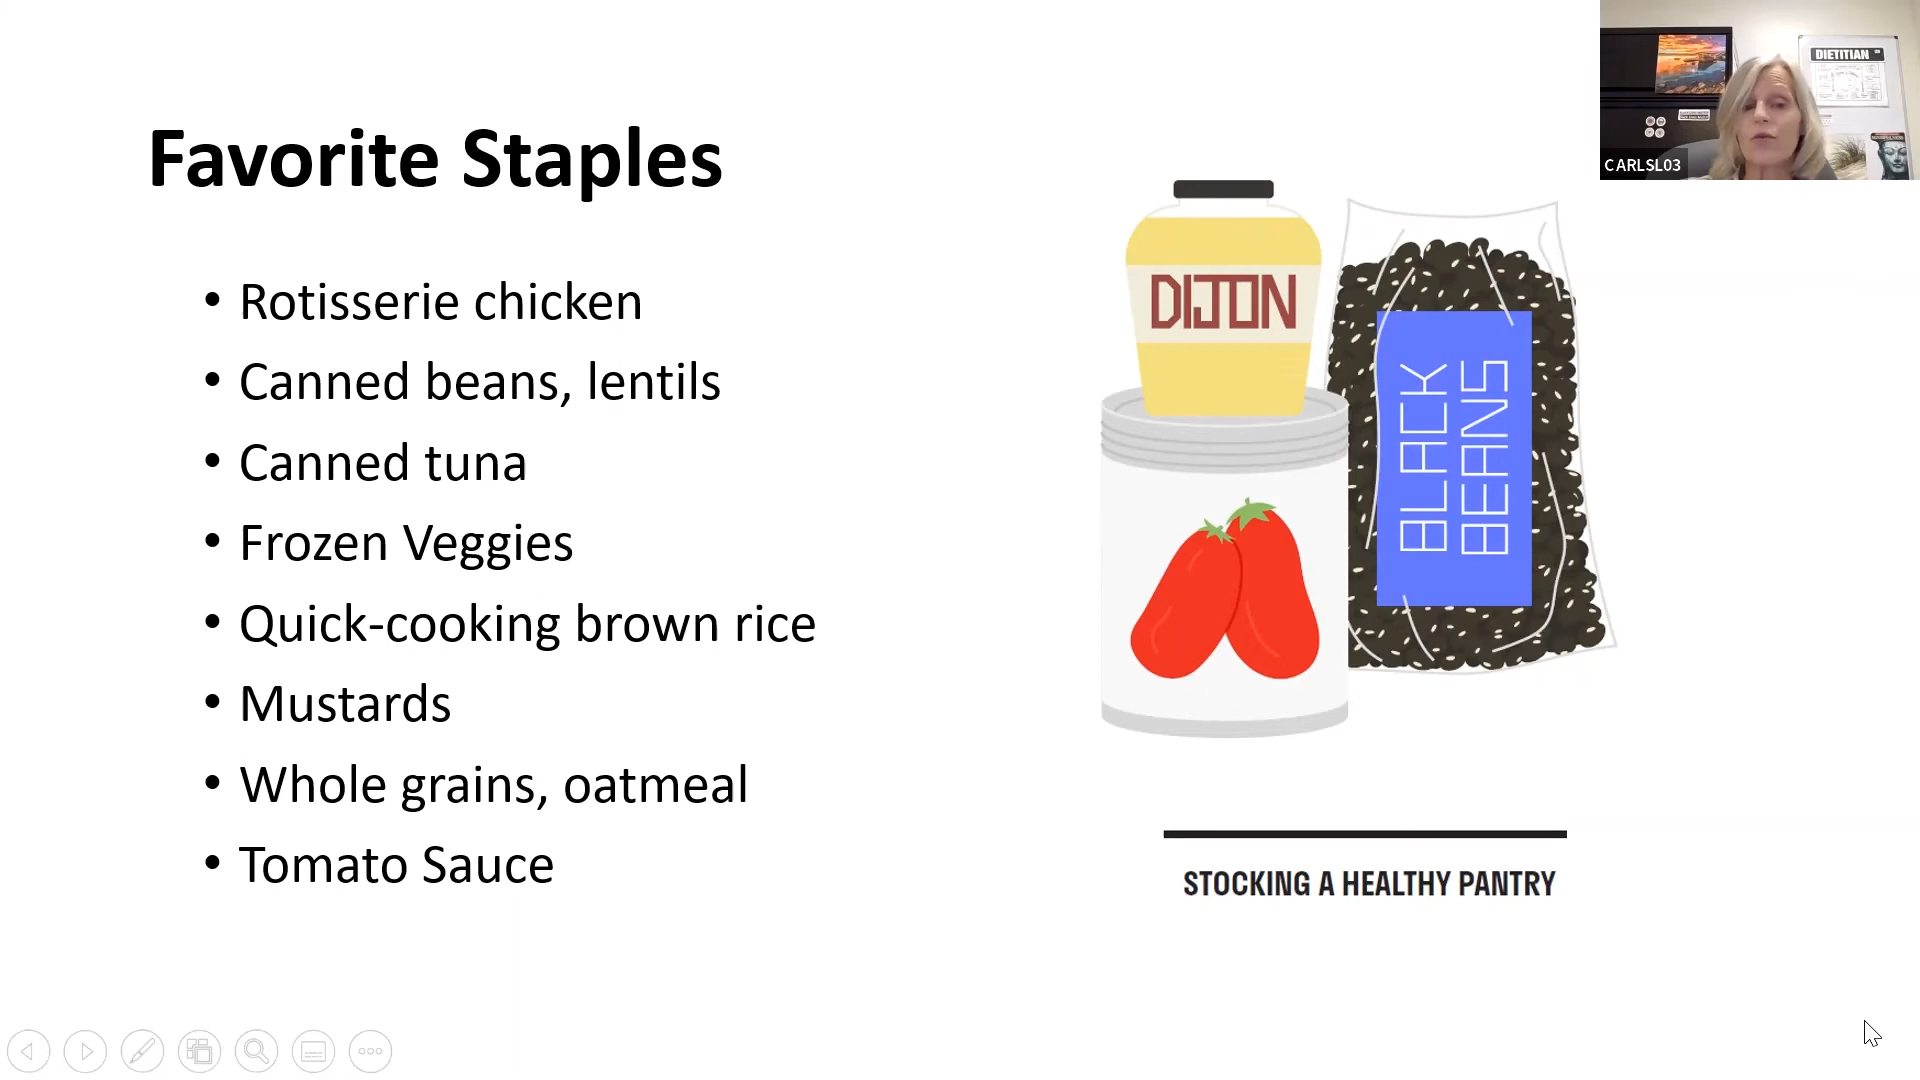 Favorite Staples
• Rotisserie chicken
• Canned beans, lentils
• Canned tuna
• Frozen Veggies
• Quick-cooking brown rice
• Mustards
• Whole grains, oatmeal
• Tomato Sauce
DIJON
BLACK
BEANS
STOCKING A HEALTHY PANTRY
DIETITIAN
CARLSL03